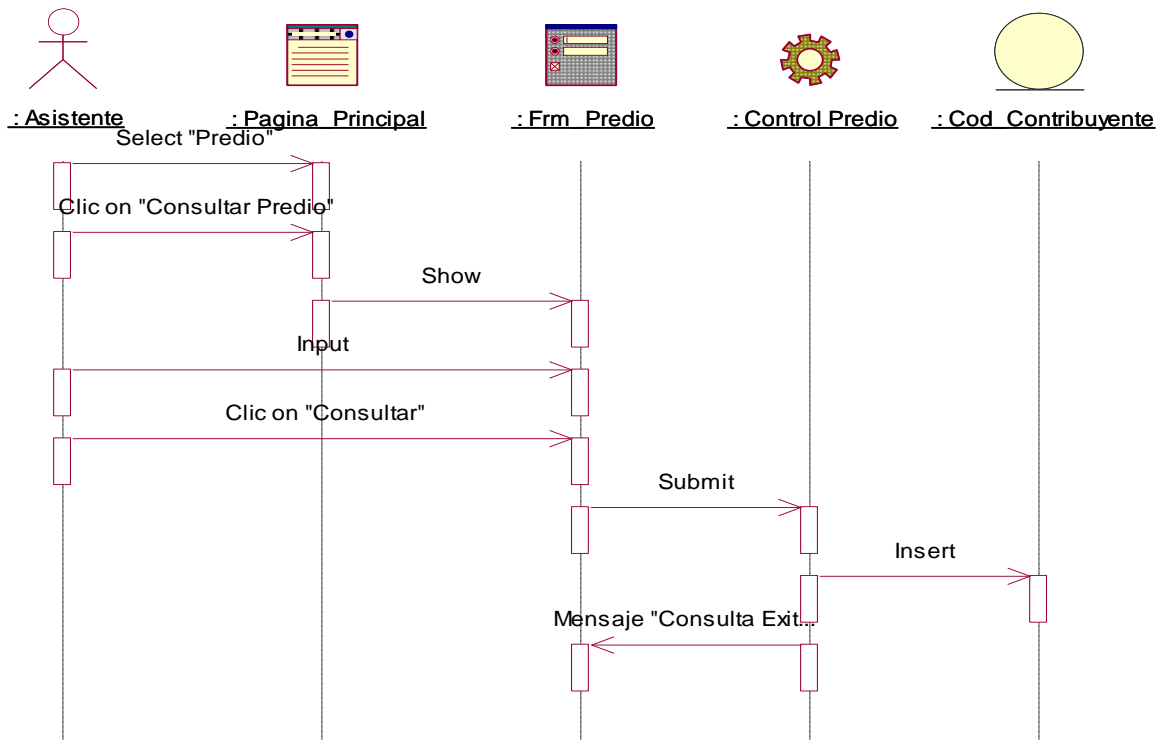 : Asistente
: Pagina_Principal
: Frm_Predio
: Control Predio
: Cod_Contribuyente
Select "Predio"
Clic on "Consultar Predio"
Show
Input
Clic on "Consultar"
Submit
Insert
Mensaje "Consulta Exit...